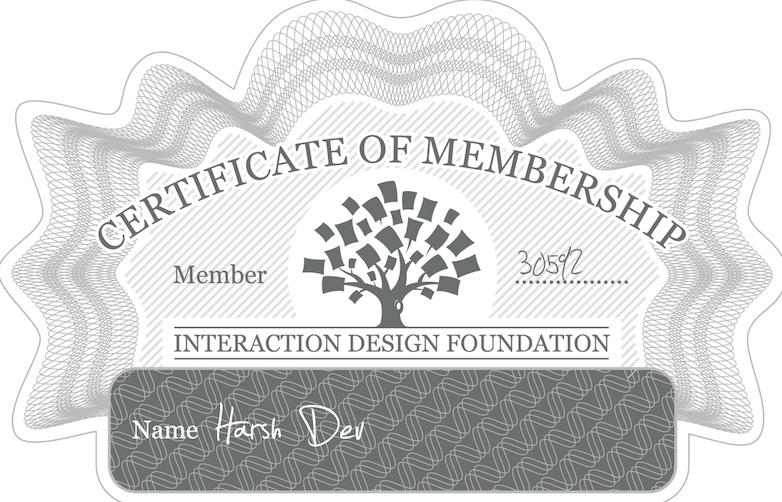 CERTIFICATE OF MEMBERSHIP
Member 30592
INTERACTION DESIGN FOUNDATION
Name Harsh Dev